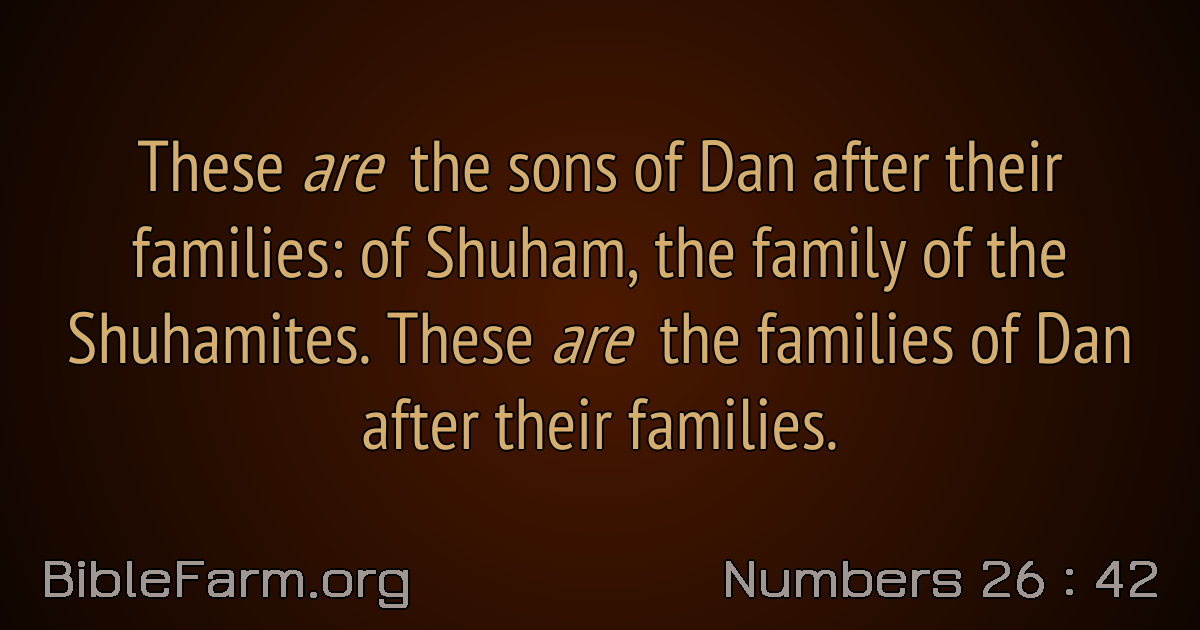 These are the sons of Dan after their
families: of Shuham, the family of the
Shuhamites. These are the families of Dan
after their families.
BibleFarm.org
Numbers 26 : 42